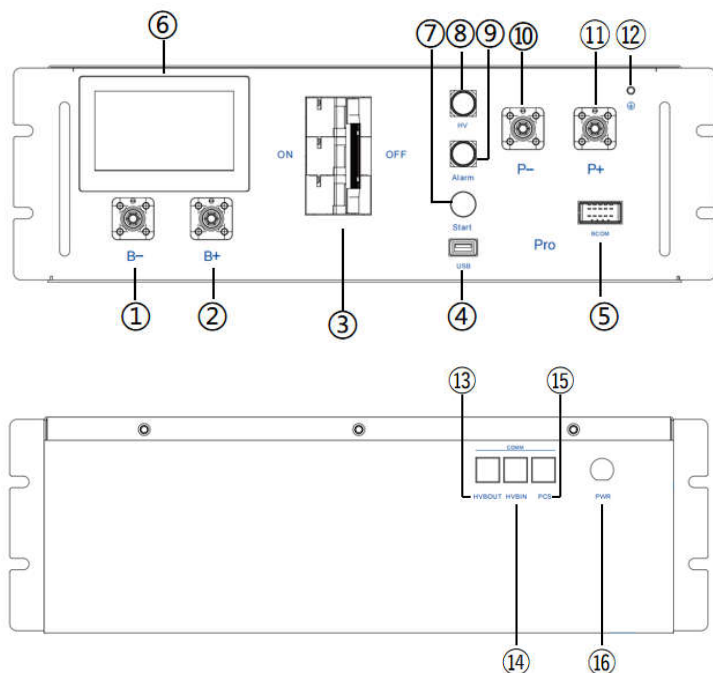 ⑥ ⑦ ⑧ ⑨ ⑩ ⑪ ⑫
HV
ON OFF
Alarm
P− P+
Start
BCOM
B− B+
Pro
USB
① ② ③ ④ ⑤
⑬ ⑮
COMM
HVBOUT HVBIN PCS PWR
⑭ ⑯